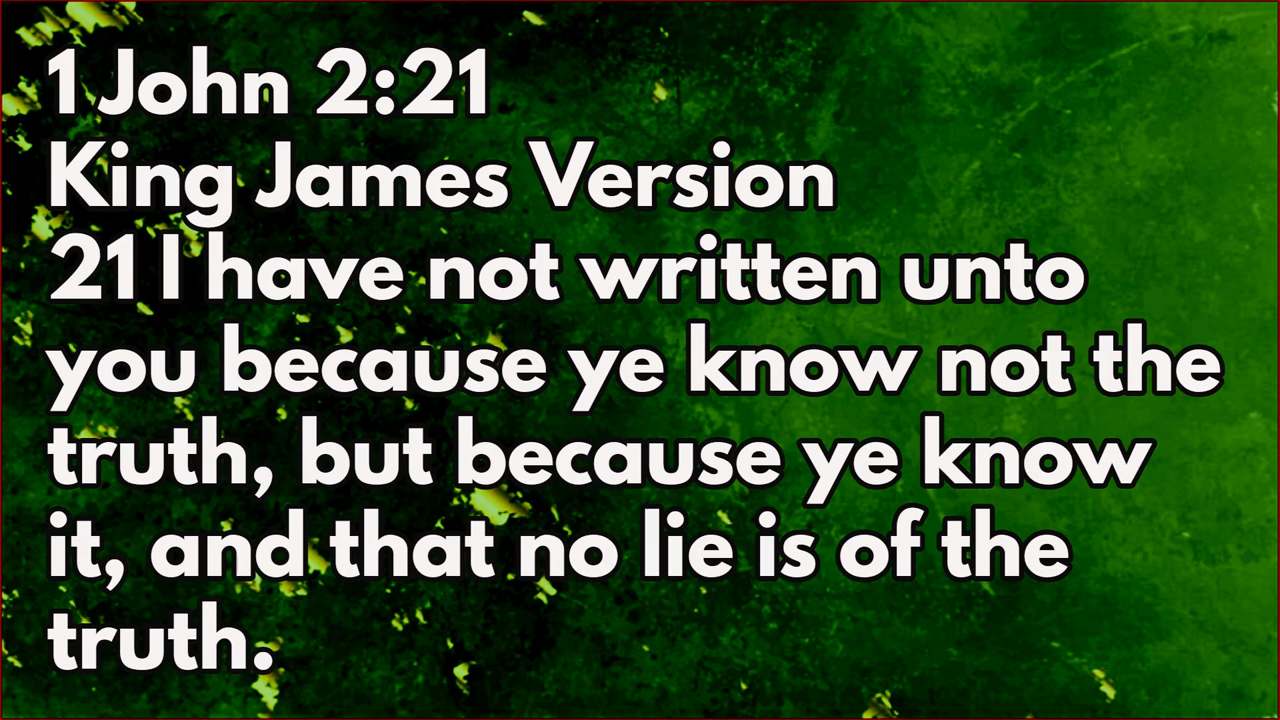 1 John 2:21
King James Version
21 I have not written unto
you because ye know not the
truth, but because ye know
it, and that no lie is of the
truth.